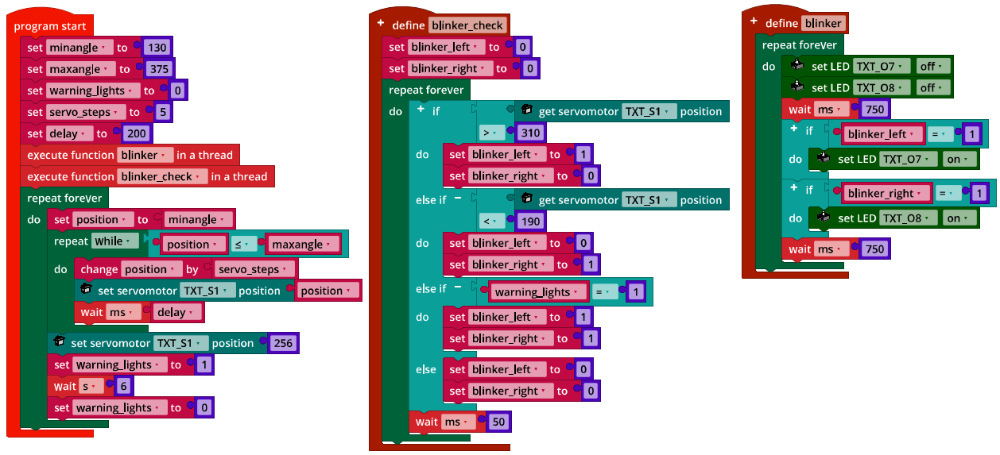 program start
set minangle to 130
set maxangle to 375
set warning_lights to 0
set servo_steps to 5
set delay to 200
execute function blinker in a thread
execute function blinker_check in a thread
repeat forever
do set position to minangle
repeat while position ≤ maxangle
do change position by servo_steps
set servomotor TXT_S1 position position
wait ms delay
set servomotor TXT_S1 position 256
set warning_lights to 1
wait s 6
set warning_lights to 0
+ define blinker_check
set blinker_left to 0
set blinker_right to 0
repeat forever
do + if get servomotor TXT_S1 position
> 310
do set blinker_left to 1
set blinker_right to 0
else if − get servomotor TXT_S1 position
< 190
do set blinker_left to 0
set blinker_right to 1
else if − warning_lights = 1
do set blinker_left to 1
set blinker_right to 1
else set blinker_left to 0
set blinker_right to 0
wait ms 50
+ define blinker
repeat forever
do set LED TXT_O7 off
set LED TXT_O8 off
wait ms 750
+ if blinker_left = 1
do set LED TXT_O7 on
+ if blinker_right = 1
do set LED TXT_O8 on
wait ms 750